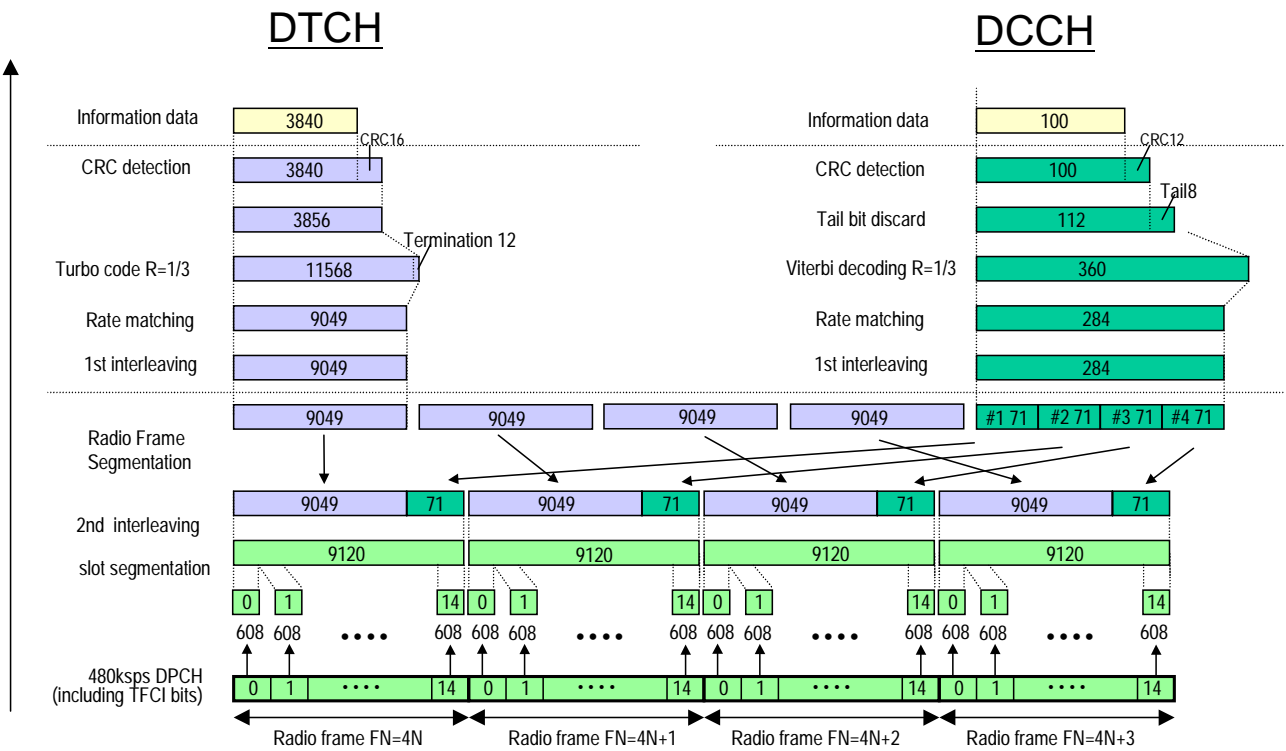 DTCH DCCH
Information data 3840 Information data 100
CRC16 CRC12
CRC detection 3840 CRC detection 100
Tail8
3856 Tail bit discard 112
Termination 12
Turbo code R=1/3 11568 Viterbi decoding R=1/3 360
Rate matching 9049 Rate matching 284
1st interleaving 9049 1st interleaving 284
9049 9049 9049 9049 #1 71 #2 71 #3 71 #4 71
Radio Frame
Segmentation
9049 71 9049 71 9049 71 9049 71
2nd interleaving
9120 9120 9120 9120
slot segmentation
0 1 14 0 1 14 0 1 14 0 1 14
608 608 •••• 608 608 608 •••• 608 608 608 •••• 608 608 608 •••• 608
480ksps DPCH
(including TFCI bits)
0 1 •••• 14 0 1 •••• 14 0 1 •••• 14 0 1 •••• 14
Radio frame FN=4N Radio frame FN=4N+1 Radio frame FN=4N+2 Radio frame FN=4N+3